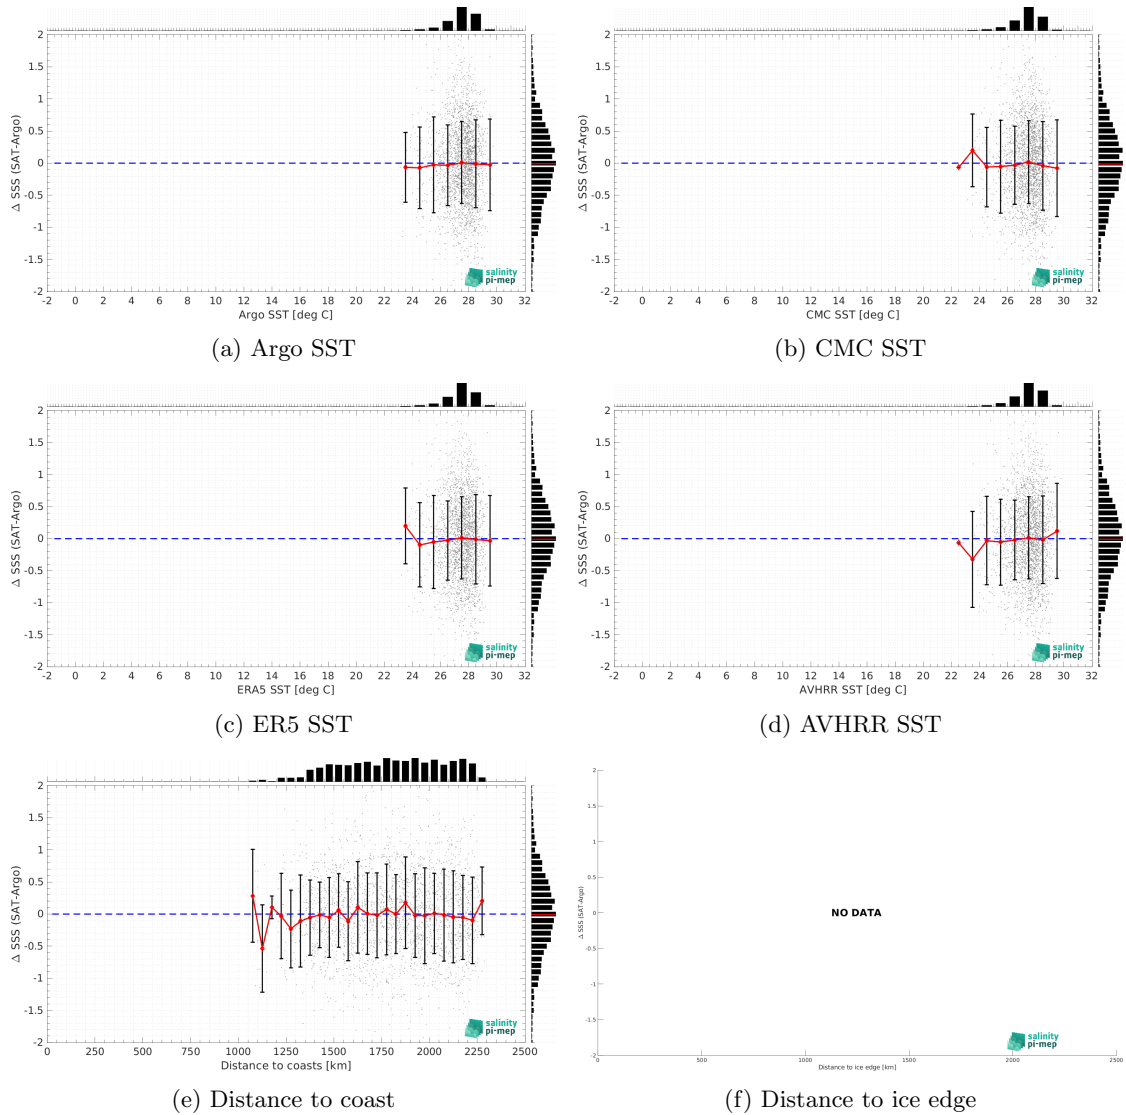 2
1.5
1
0.5
0
-0.5
-1
-1.5
-2
Δ SSS (SAT-Argo)
-2 0 2 4 6 8 10 12 14 16 18 20 22 24 26 28 30 32
Argo SST [deg C]
salinity
pi-mep
(a) Argo SST
2
1.5
1
0.5
0
-0.5
-1
-1.5
-2
Δ SSS (SAT-Argo)
-2 0 2 4 6 8 10 12 14 16 18 20 22 24 26 28 30 32
CMC SST [deg C]
salinity
pi-mep
(b) CMC SST
2
1.5
1
0.5
0
-0.5
-1
-1.5
-2
Δ SSS (SAT-Argo)
-2 0 2 4 6 8 10 12 14 16 18 20 22 24 26 28 30 32
ERA5 SST [deg C]
salinity
pi-mep
(c) ER5 SST
2
1.5
1
0.5
0
-0.5
-1
-1.5
-2
Δ SSS (SAT-Argo)
-2 0 2 4 6 8 10 12 14 16 18 20 22 24 26 28 30 32
AVHRR SST [deg C]
salinity
pi-mep
(d) AVHRR SST
2
1.5
1
0.5
0
-0.5
-1
-1.5
-2
Δ SSS (SAT-Argo)
0 250 500 750 1000 1250 1500 1750 2000 2250 2500
Distance to coasts [km]
salinity
pi-mep
(e) Distance to coast
2
1.5
1
0.5
0
-0.5
-1
-1.5
-2
Δ SSS (SAT-Argo)
NO DATA
0 500 1000 1500 2000 2500
Distance to ice edge [km]
salinity
pi-mep
(f) Distance to ice edge